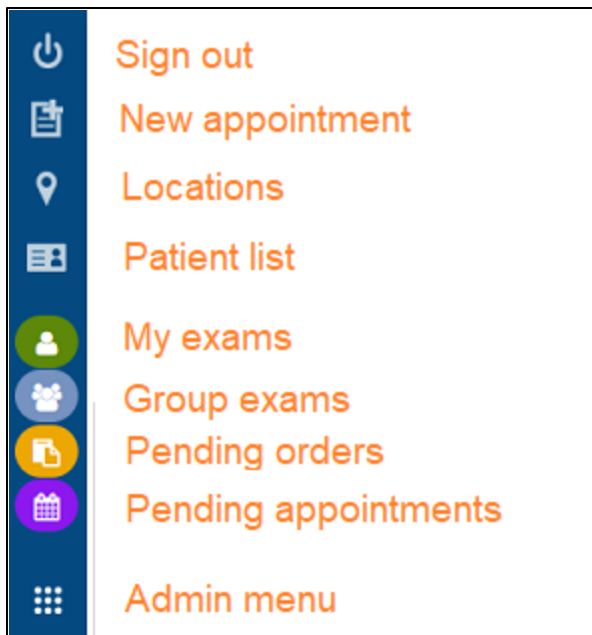 Sign out
New appointment
Locations
Patient list
My exams
Group exams
Pending orders
Pending appointments
Admin menu